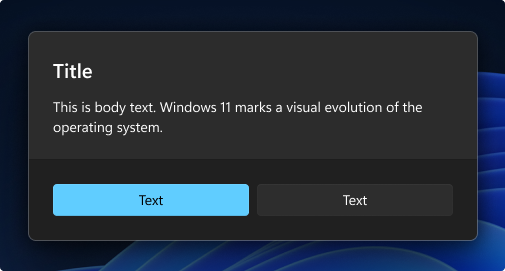 Title
This is body text. Windows 11 marks a visual evolution of the
operating system.
Text
Text